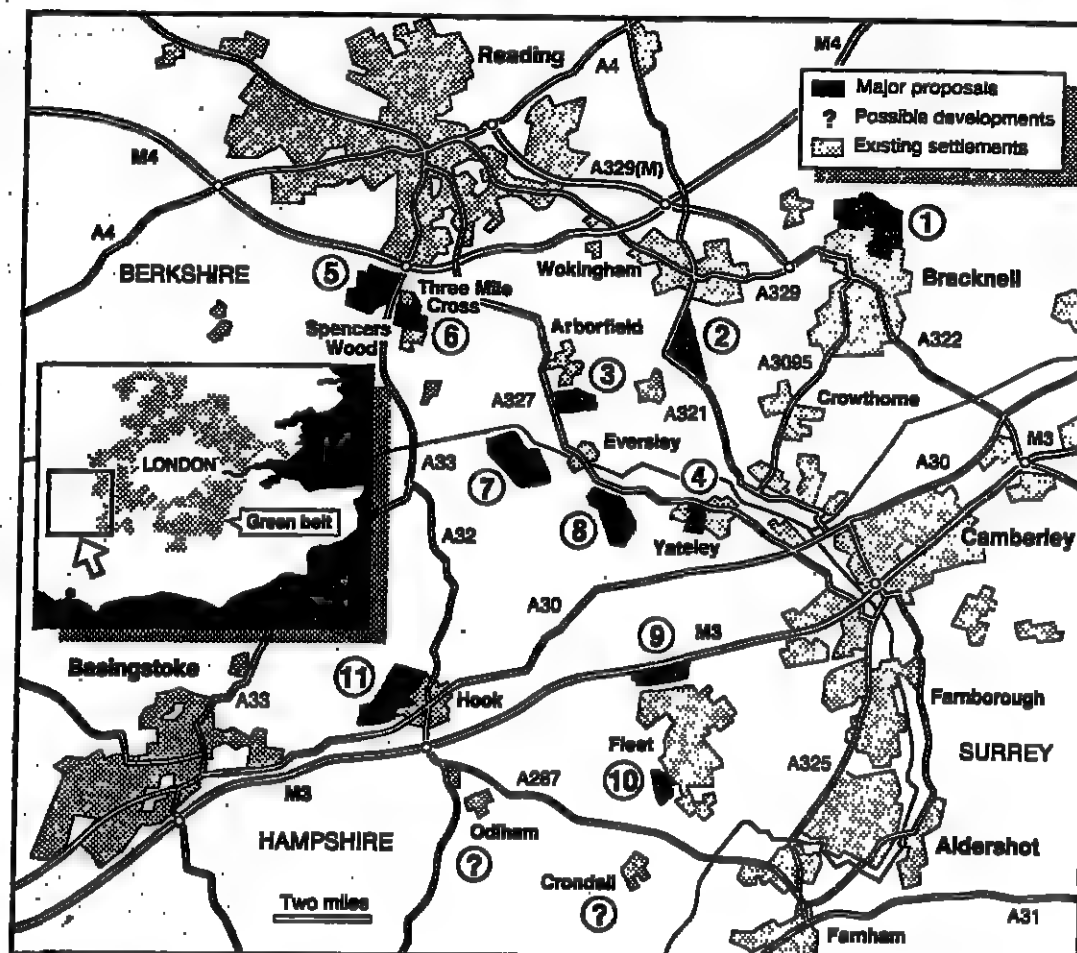 Reading
A4
M4
Major proposals
? Possible developments
Existing settlements
M4
A329(M)
1
A4
BERKSHIRE
5
Wokingham
A329
Bracknell
Three Mile
Cross
Spencers
Wood
6
Arborfield
2
A322
3
A3095
Crowthorne
A327
A321
Eversley
M3
A30
LONDON
A33
7
4
Green belt
8
Yateley
Camberley
A32
A30
9
M3
Basingstoke
11
Hook
A33
Farnborough
Fleet
SURREY
A325
10
A287
M3
Odiham
HAMPSHIRE
?
Aldershot
Crondall
?
Two miles
A31
Farnham